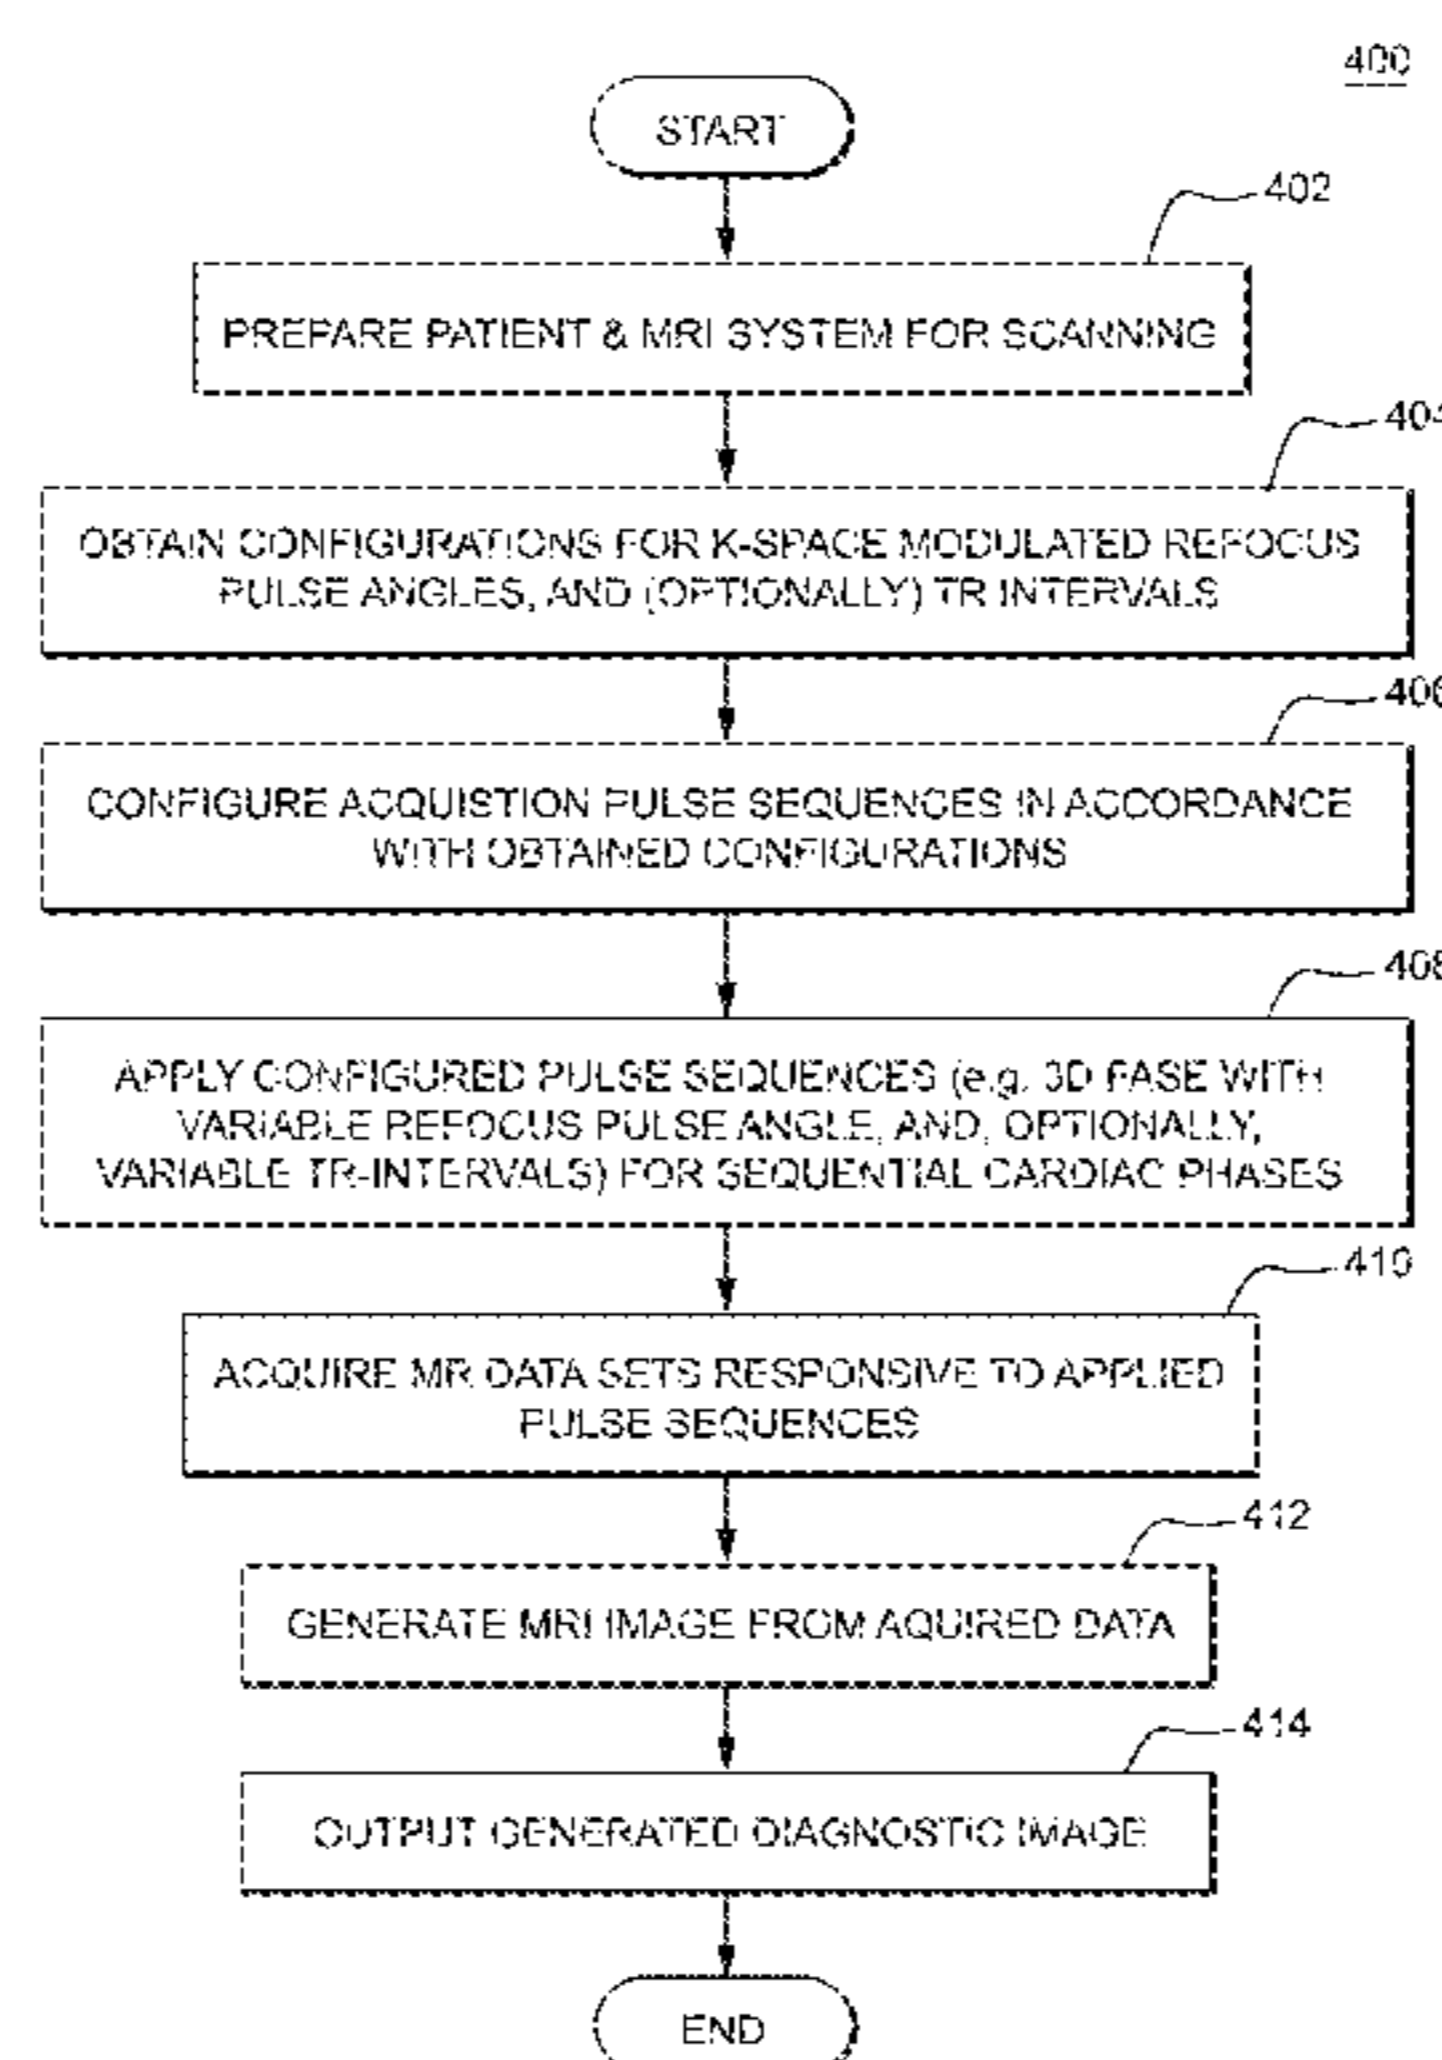 400
START
402
PREPARE PATIENT & MRI SYSTEM FOR SCANNING
404
OBTAIN CONFIGURATIONS FOR K-SPACE MODULATED REFOCUS
PULSE ANGLES, AND (OPTIONALLY) TR INTERVALS
406
CONFIGURE ACQUISTION PULSE SEQUENCES IN ACCORDANCE
WITH OBTAINED CONFIGURATIONS
408
APPLY CONFIGURED PULSE SEQUENCES (e.g. 3D FASE WITH
VARIABLE REFOCUS PULSE ANGLE, AND, OPTIONALLY,
VARIABLE TR-INTERVALS) FOR SEQUENTIAL CARDIAC PHASES
410
ACQUIRE MR DATA SETS RESPONSIVE TO APPLIED
PULSE SEQUENCES
412
GENERATE MRI IMAGE FROM AQUIRED DATA
414
OUTPUT GENERATED DIAGNOSTIC IMAGE
END